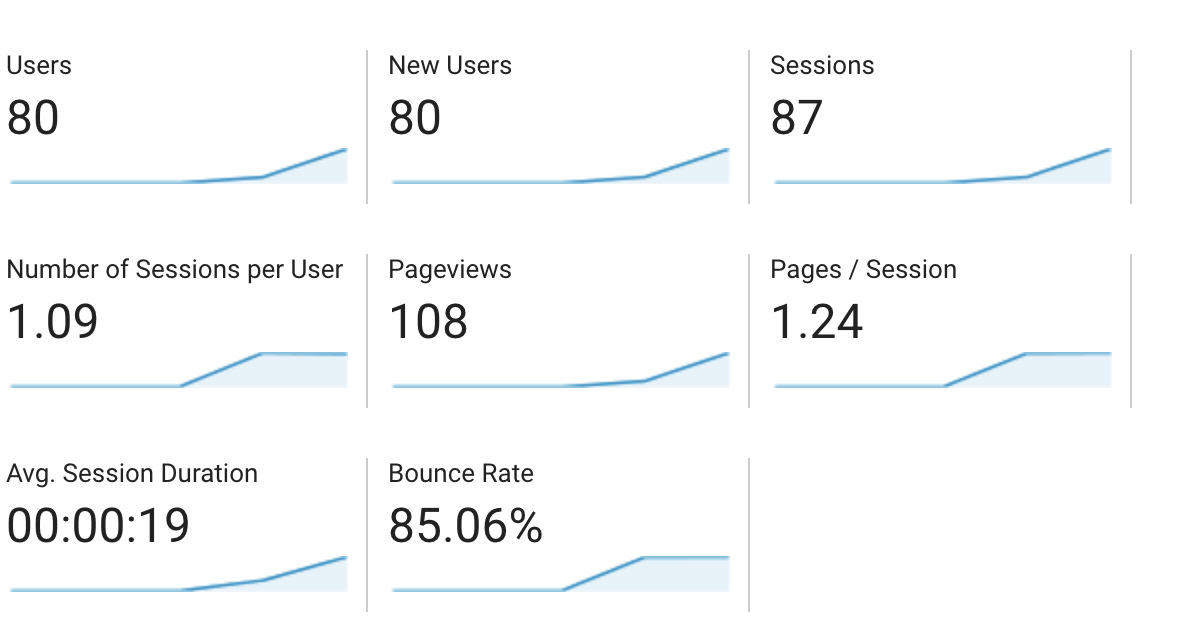 Users
80
New Users
80
Sessions
87
Number of Sessions per User
1.09
Pageviews
108
Pages / Session
1.24
Avg. Session Duration
00:00:19
Bounce Rate
85.06%